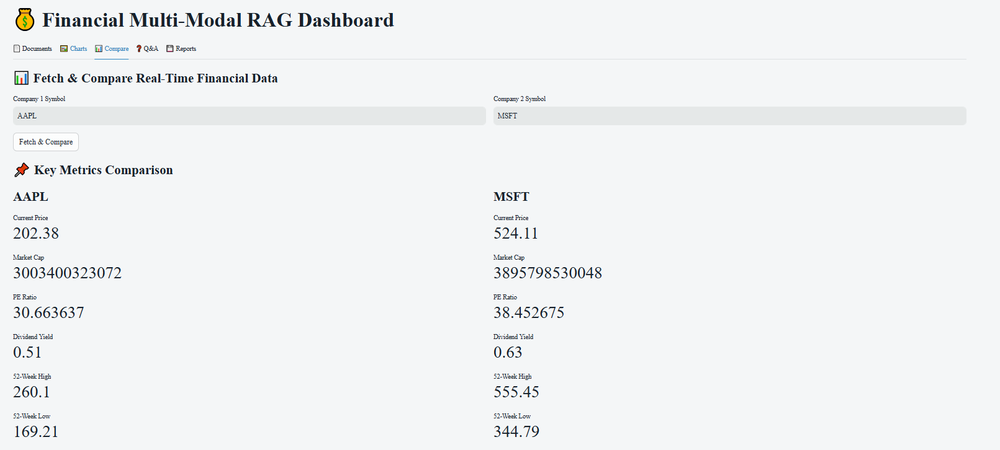 Financial Multi-Modal RAG Dashboard
Documents Charts Compare Q&A Reports
Fetch & Compare Real-Time Financial Data
Company 1 Symbol Company 2 Symbol
AAPL MSFT
Fetch & Compare
Key Metrics Comparison
AAPL MSFT
Current Price Current Price
202.38 524.11
Market Cap Market Cap
3003400323072 3895798530048
PE Ratio PE Ratio
30.663637 38.452675
Dividend Yield Dividend Yield
0.51 0.63
52-Week High 52-Week High
260.1 555.45
52-Week Low 52-Week Low
169.21 344.79